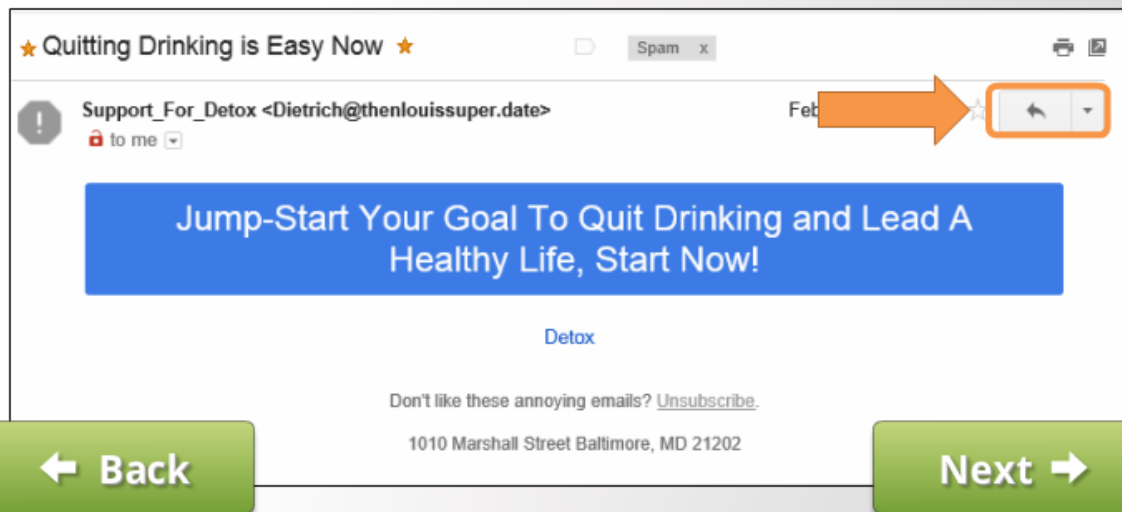 Quitting Drinking is Easy Now
Spam x
Support_For_Detox <Dietrich@thenlouissuper.date>
Feb
to me
Jump-Start Your Goal To Quit Drinking and Lead A
Healthy Life, Start Now!
Detox
Don't like these annoying emails? Unsubscribe.
1010 Marshall Street Baltimore, MD 21202
Back
Next